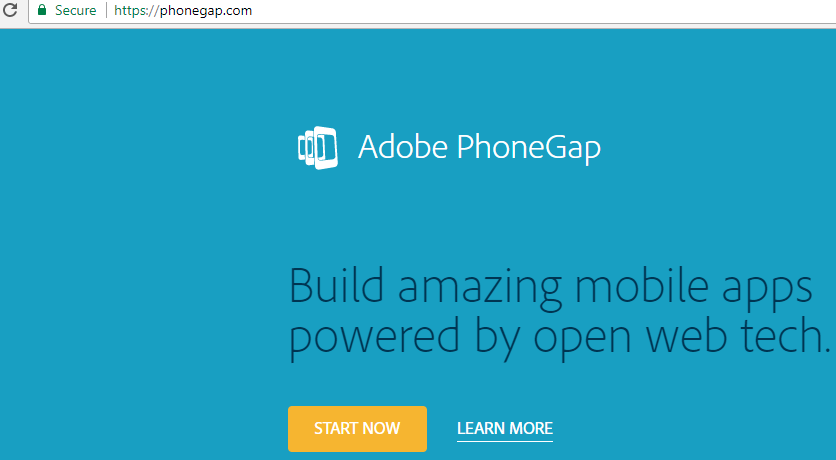 Secure https://phonegap.com
Adobe PhoneGap
Build amazing mobile apps
powered by open web tech.
START NOW LEARN MORE